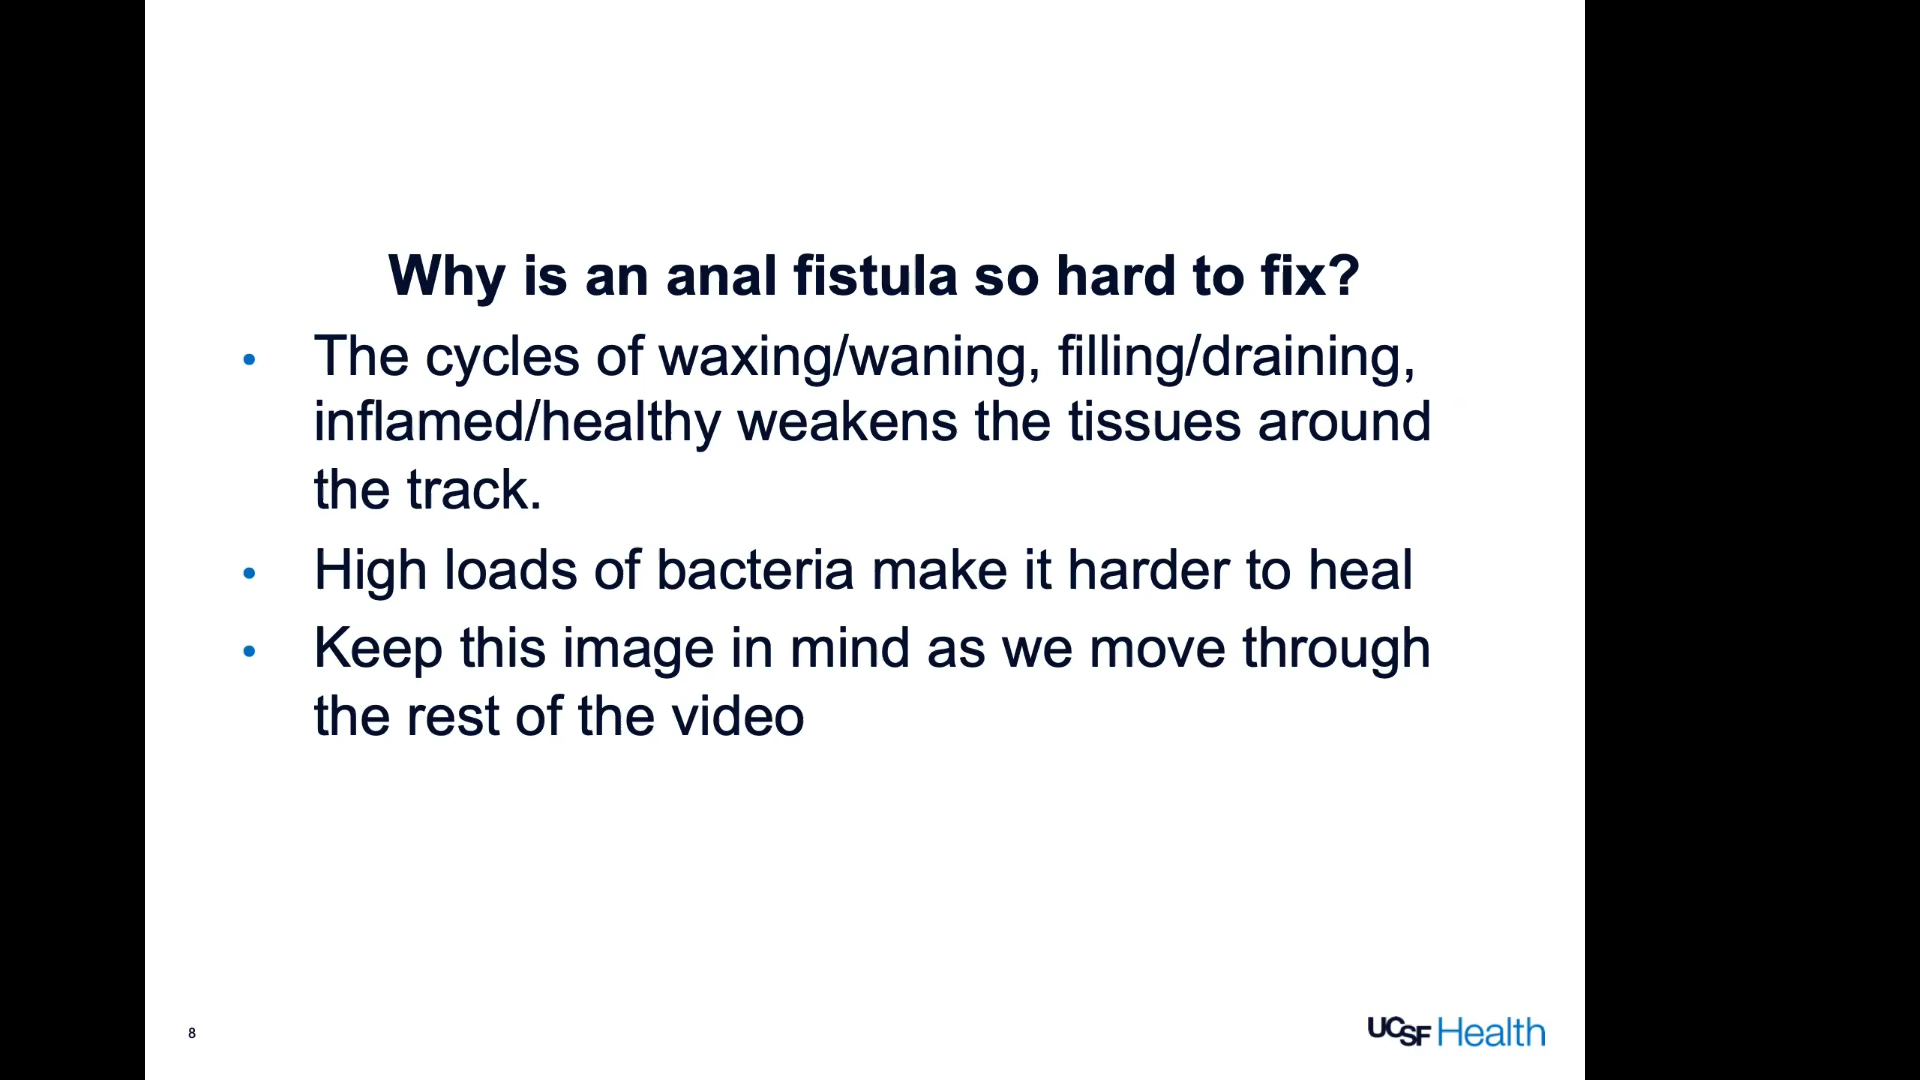 Why is an anal fistula so hard to fix?
• The cycles of waxing/waning, filling/draining,
inflamed/healthy weakens the tissues around
the track.
• High loads of bacteria make it harder to heal
• Keep this image in mind as we move through
the rest of the video
8
UCSF Health